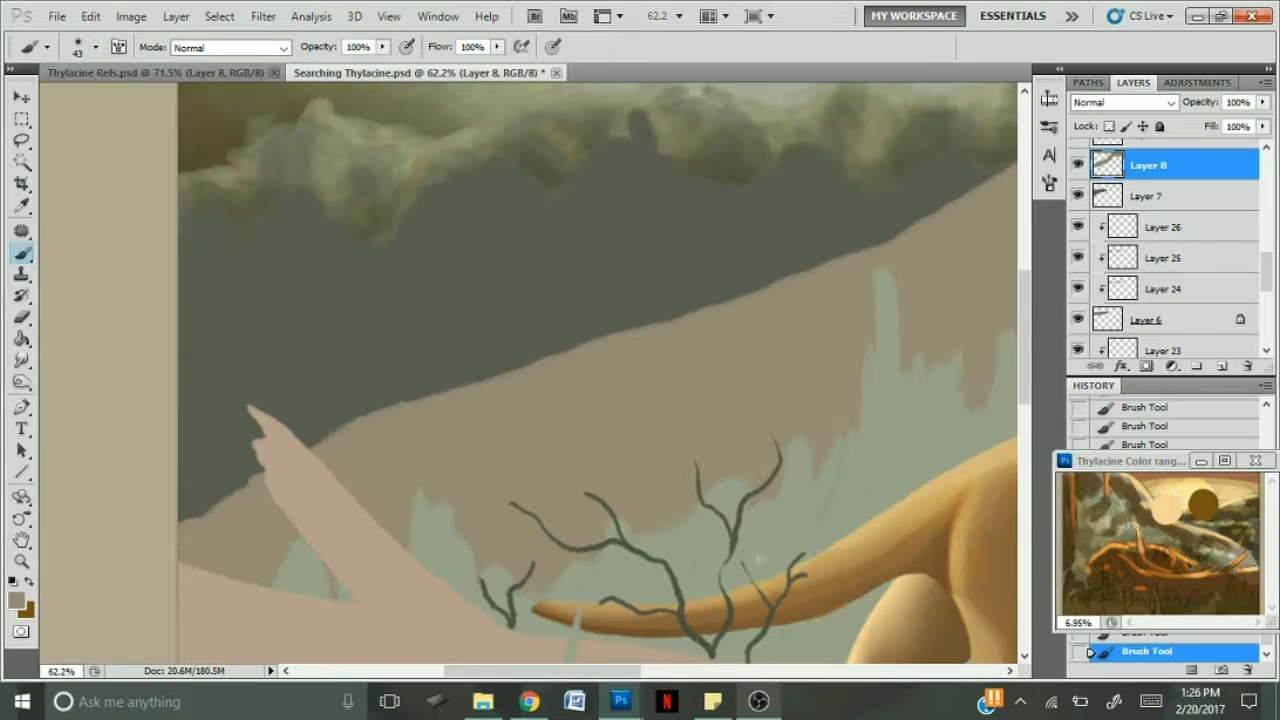 Ps File Edit Image Layer Select Filter Analysis 3D View Window Help Br Mb 62.2 MY WORKSPACE ESSENTIALS CS Live
43 Mode: Normal Opacity: 100% Flow: 100%
Thylacine Refs.psd @ 71.5% (Layer 8, RGB/8) Searching Thylacine.psd @ 62.2% (Layer 8, RGB/8) *
PATHS LAYERS ADJUSTMENTS
Normal Opacity: 100%
Lock: Fill: 100%
Layer 8
Layer 7
Layer 26
Layer 25
Layer 24
Layer 6
Layer 23
HISTORY
Brush Tool
Brush Tool
Brush Tool
Ps Thylacine Color rang...
6.95%
Brush Tool
62.2% Doc: 20.6M/180.5M
Ask me anything
1:26 PM
2/20/2017